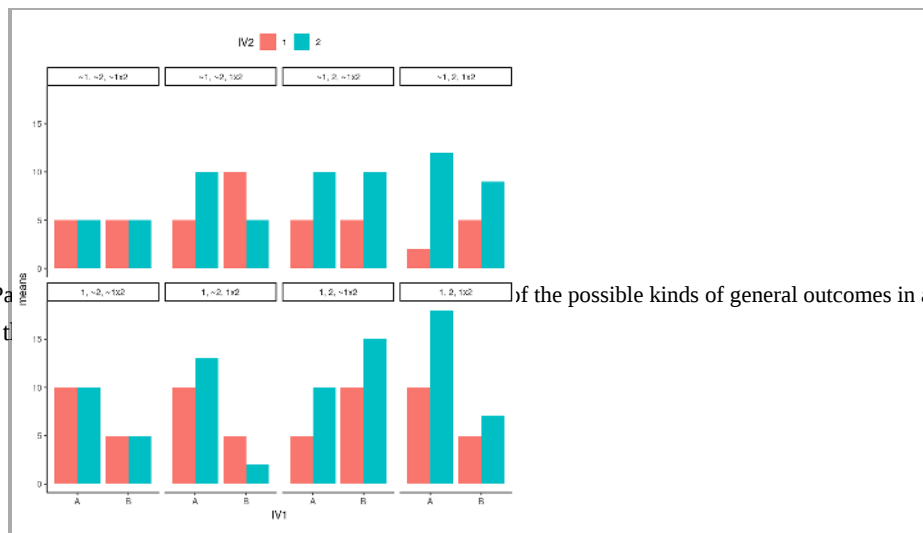 IV2 1 2
~1, ~2, ~1x2 ~1, ~2, 1x2 ~1, 2, ~1x2 ~1, 2, 1x2
15
10
5
0
means
1, ~2, ~1x2 1, ~2, 1x2 1, 2, ~1x2 1, 2, 1x2
of the possible kinds of general outcomes in
15
10
5
0
A B A B A B A B
IV1